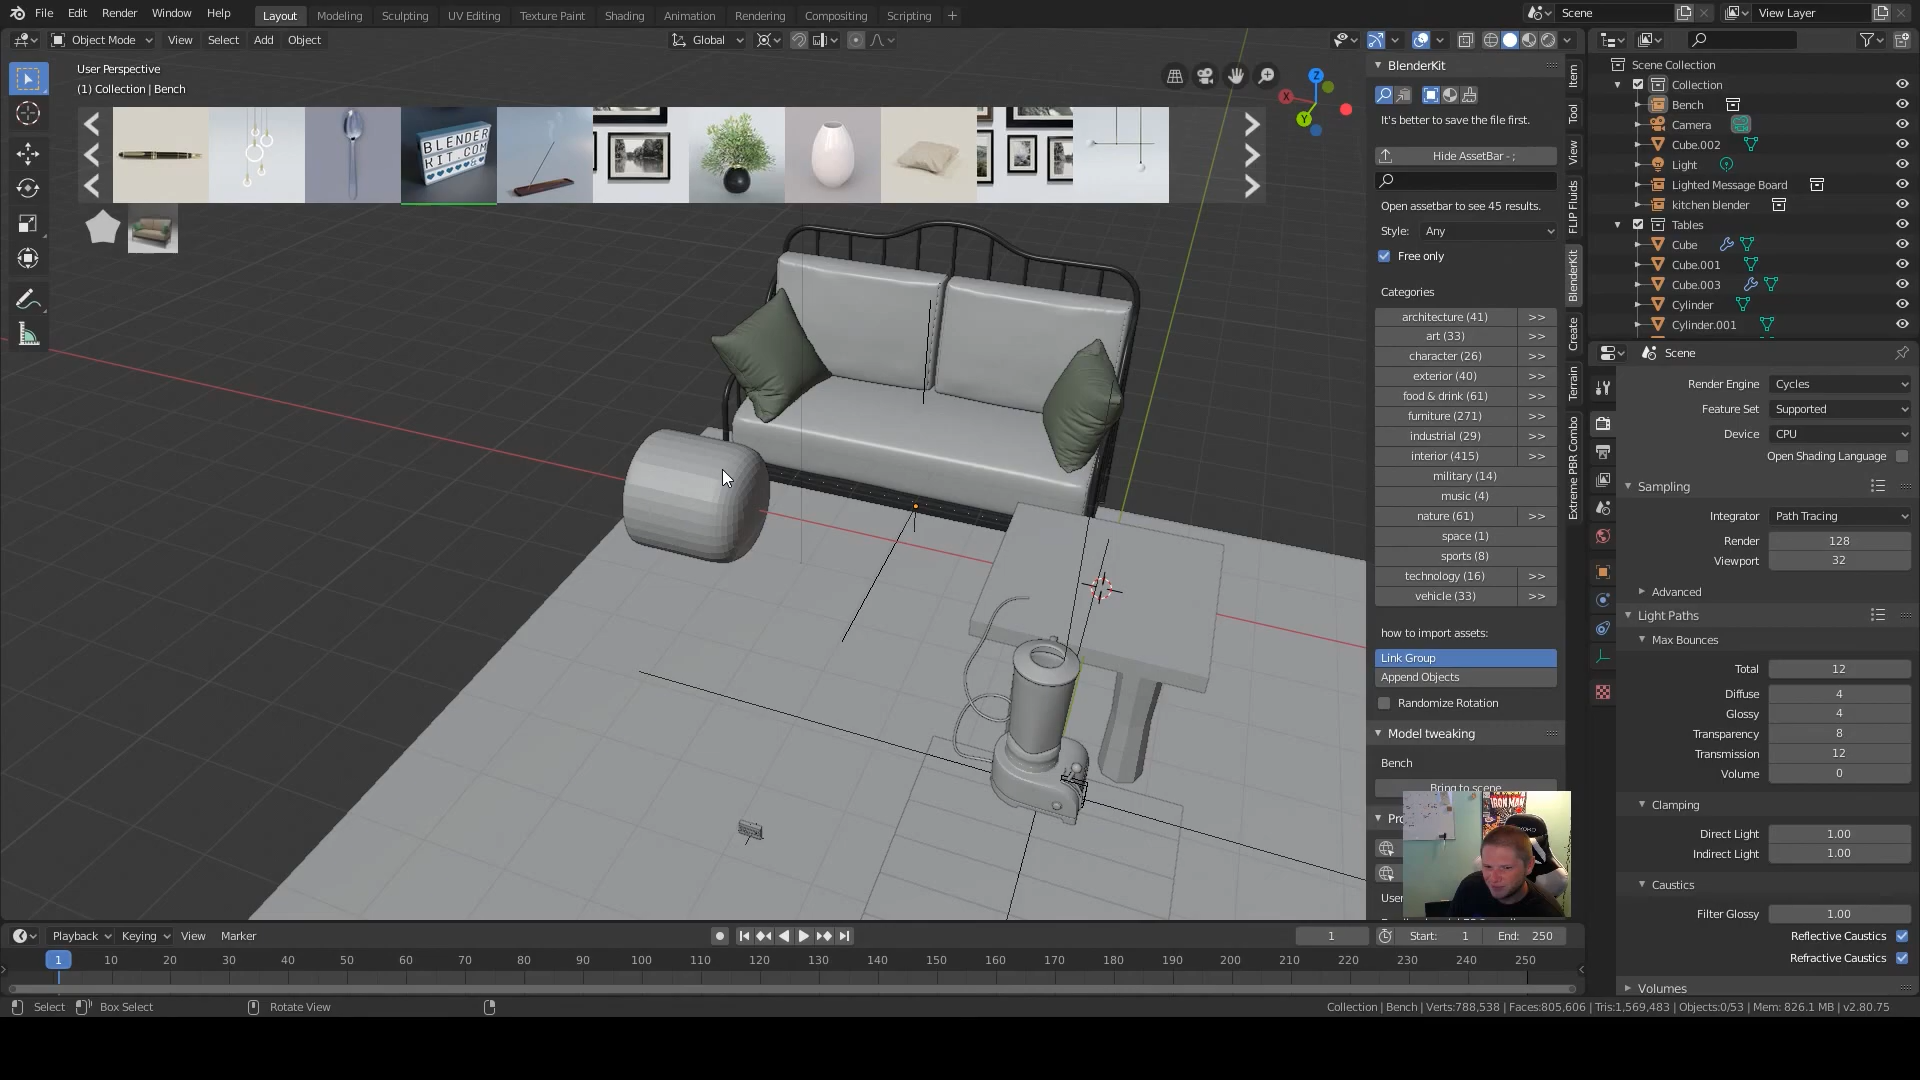 File Edit Render Window Help
Layout Modeling Sculpting UV Editing Texture Paint Shading Animation Rendering Compositing Scripting +
Scene
View Layer
Object Mode View Select Add Object
Global
User Perspective
(1) Collection | Bench
BLENDER
KIT.COM
X
Y
Z
BlenderKit
It's better to save the file first.
Hide AssetBar - ;
Open assetbar to see 45 results.
Style: Any
Free only
Categories
architecture (41) >>
art (33) >>
character (26) >>
exterior (40) >>
food & drink (61) >>
furniture (271) >>
industrial (29) >>
interior (415) >>
military (14)
music (4)
nature (61) >>
space (1)
sports (8)
technology (16) >>
vehicle (33) >>
how to import assets:
Link Group
Append Objects
Randomize Rotation
Model tweaking
Bench
Bring to scene
Pro
User
IRON MAN
Item
Tool
View
FLIP Fluids
BlenderKit
Create
Terrain
Extreme PBR Combo
Scene Collection
Collection
Bench
Camera
Cube.002
Light
Lighted Message Board
kitchen blender
Tables
Cube
Cube.001
Cube.003
Cylinder
Cylinder.001
Scene
Render Engine Cycles
Feature Set Supported
Device CPU
Open Shading Language
Sampling
Integrator Path Tracing
Render 128
Viewport 32
Advanced
Light Paths
Max Bounces
Total 12
Diffuse 4
Glossy 4
Transparency 8
Transmission 12
Volume 0
Clamping
Direct Light 1.00
Indirect Light 1.00
Caustics
Filter Glossy 1.00
Reflective Caustics
Refractive Caustics
Volumes
Playback Keying View Marker
1 Start: 1 End: 250
1 10 20 30 40 50 60 70 80 90 100 110 120 130 140 150 160 170 180 190 200 210 220 230 240 250
Select Box Select Rotate View
Collection | Bench | Verts:788,538 | Faces:805,606 | Tris:1,569,483 | Objects:0/53 | Mem: 826.1 MB | v2.80.75